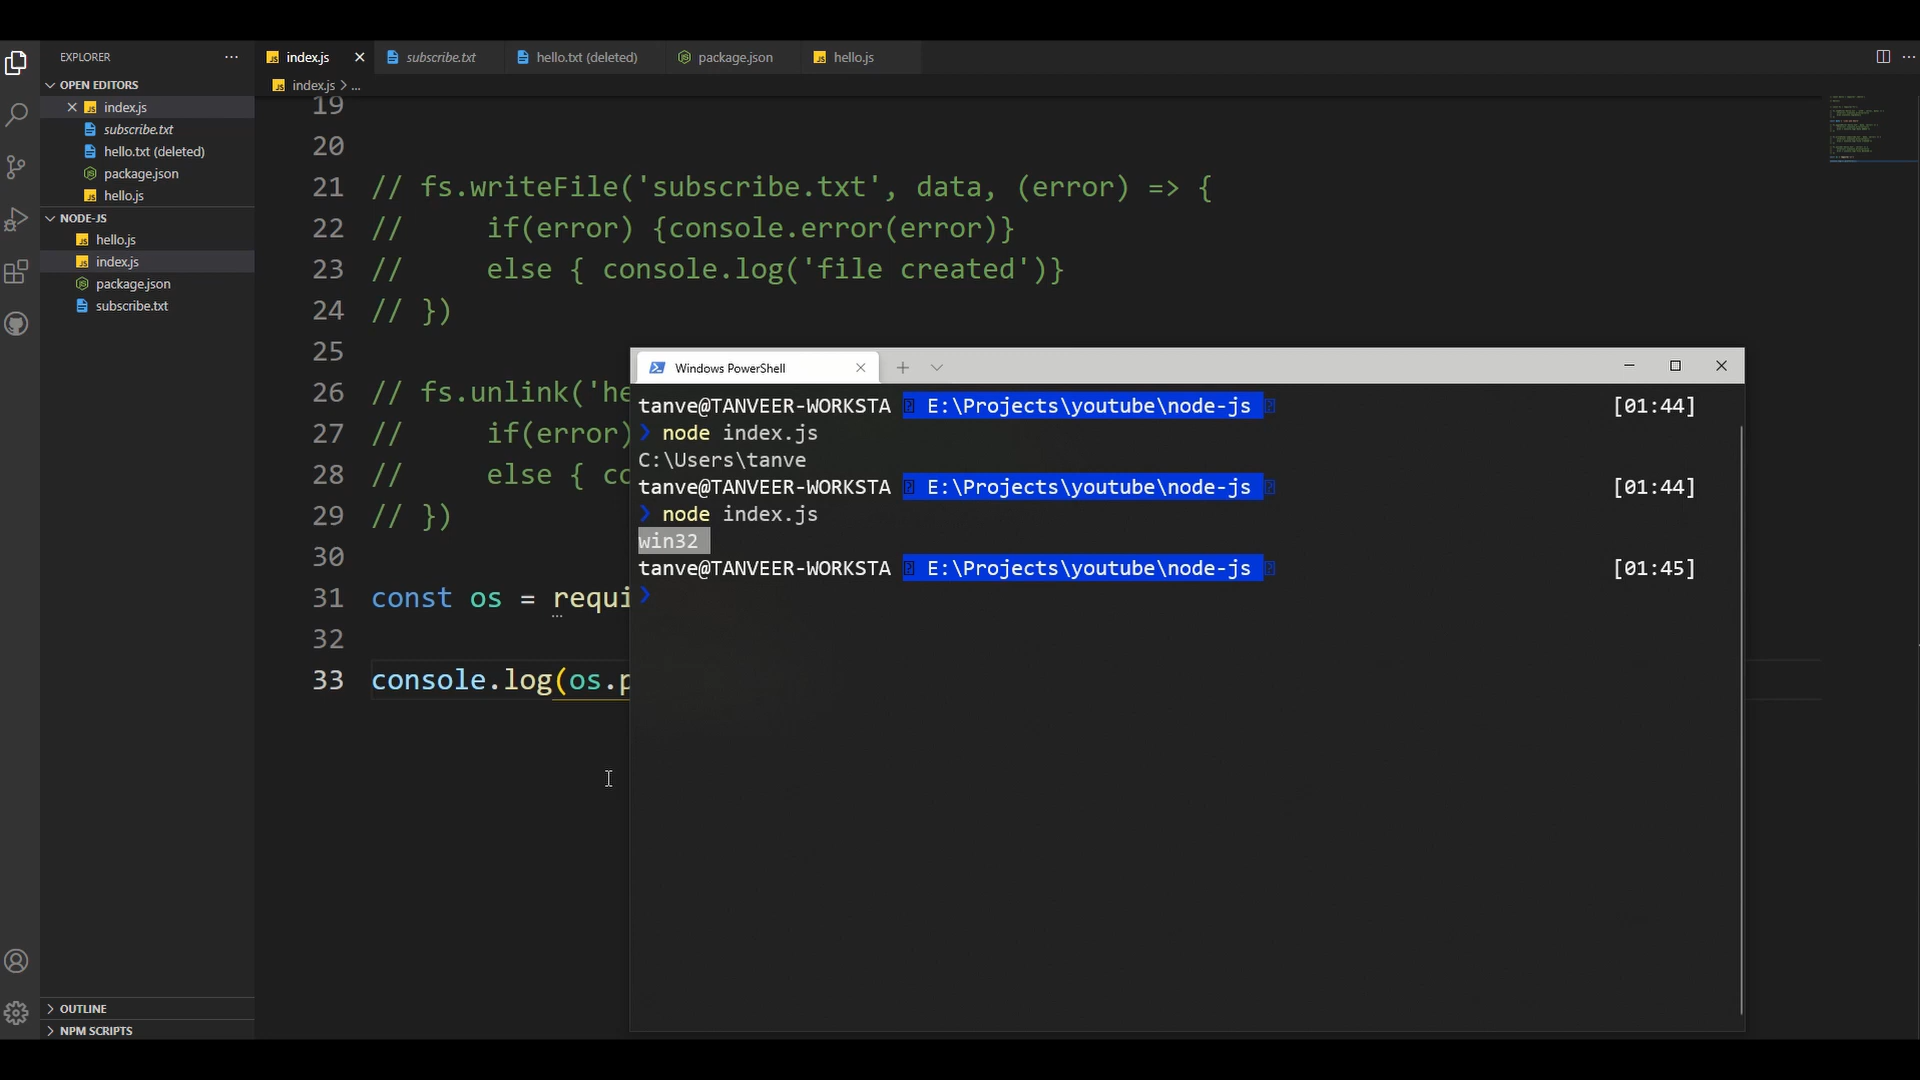 EXPLORER
OPEN EDITORS
index.js
subscribe.txt
hello.txt (deleted)
package.json
hello.js
NODE-JS
hello.js
index.js
package.json
subscribe.txt
OUTLINE
NPM SCRIPTS
index.js
subscribe.txt
hello.txt (deleted)
package.json
hello.js
index.js > ...
19
20
21 // fs.writeFile('subscribe.txt', data, (error) => {
22 // if(error) {console.error(error)}
23 // else { console.log('file created')}
24 // })
25
26 // fs.unlink('he
27 // if(error)
28 // else { co
29 // })
30
31 const os = requi
32
33 console.log(os.p
Windows PowerShell
tanve@TANVEER-WORKSTA E:\Projects\youtube\node-js [01:44]
❯ node index.js
C:\Users\tanve
tanve@TANVEER-WORKSTA E:\Projects\youtube\node-js [01:44]
❯ node index.js
win32
tanve@TANVEER-WORKSTA E:\Projects\youtube\node-js [01:45]
❯